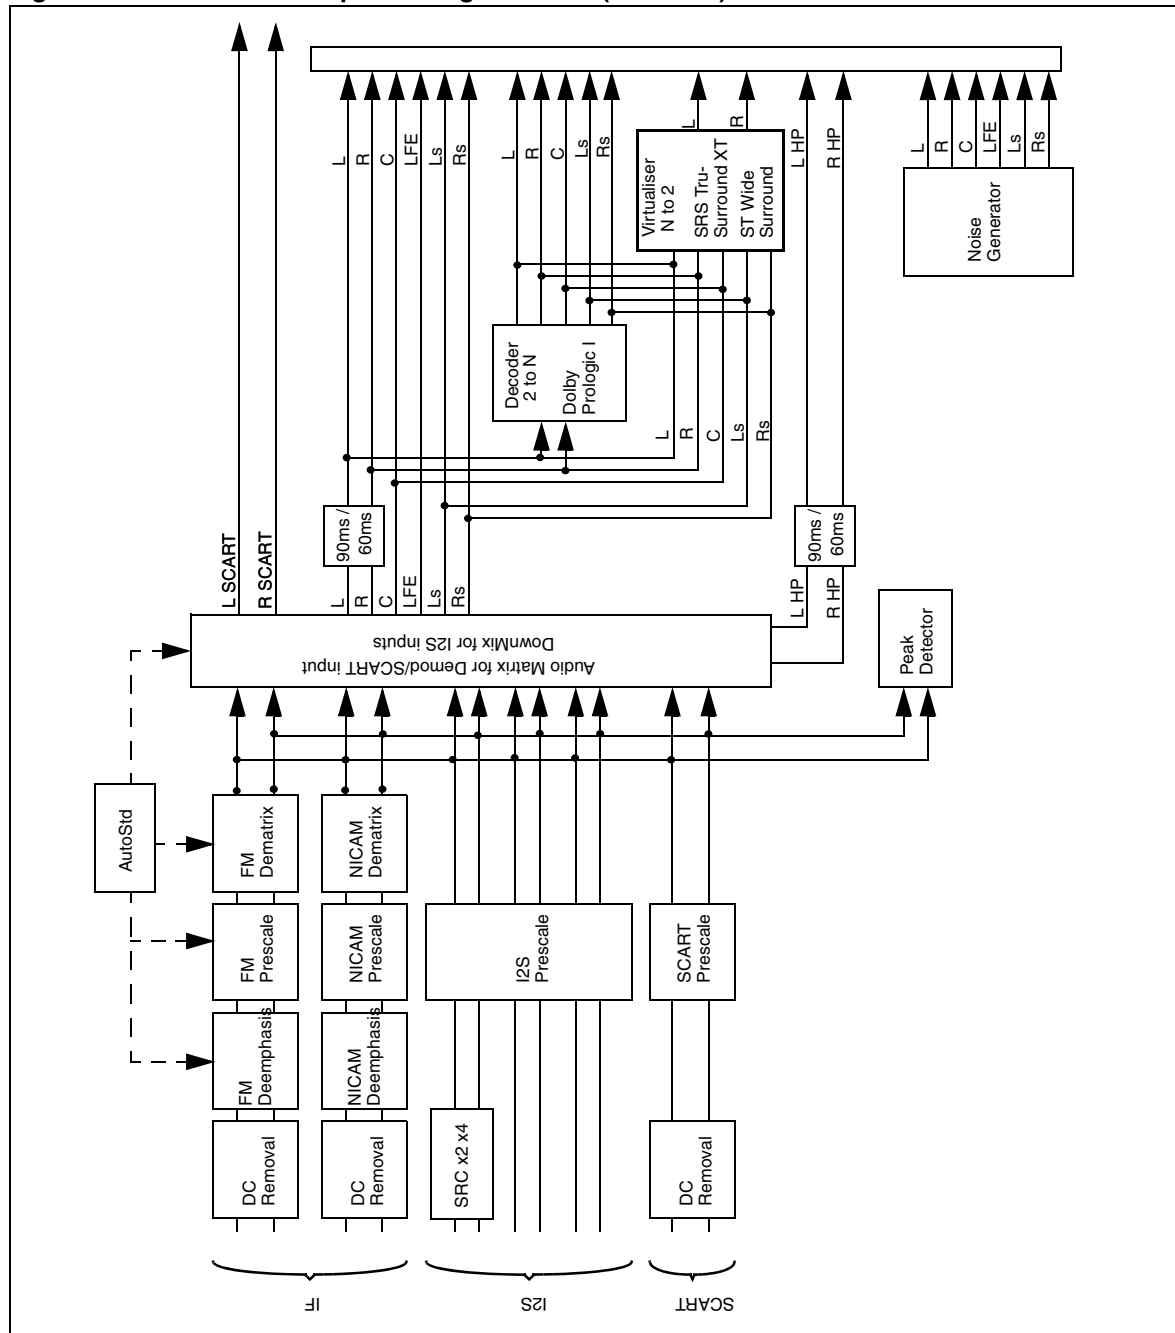 L SCART
R SCART
L
R
C
LFE
Ls
Rs
L
R
C
Ls
Rs
L
R
L HP
R HP
L
R
C
LFE
Ls
Rs
Virtualiser
N to 2
SRS Tru-
Surround XT
ST Wide
Surround
Noise
Generator
Decoder
2 to N
Dolby
Prologic I
L
R
C
Ls
Rs
90ms /
60ms
90ms /
60ms
L
R
C
LFE
Ls
Rs
L HP
R HP
Audio Matrix for Demod/SCART input
DownMix for I2S inputs
Peak
Detector
AutoStd
FM
Dematrix
NICAM
Dematrix
FM
Prescale
NICAM
Prescale
I2S
Prescale
SCART
Prescale
FM
Deemphasis
NICAM
Deemphasis
DC
Removal
DC
Removal
SRC x2 x4
DC
Removal
IF
I2S
SCART